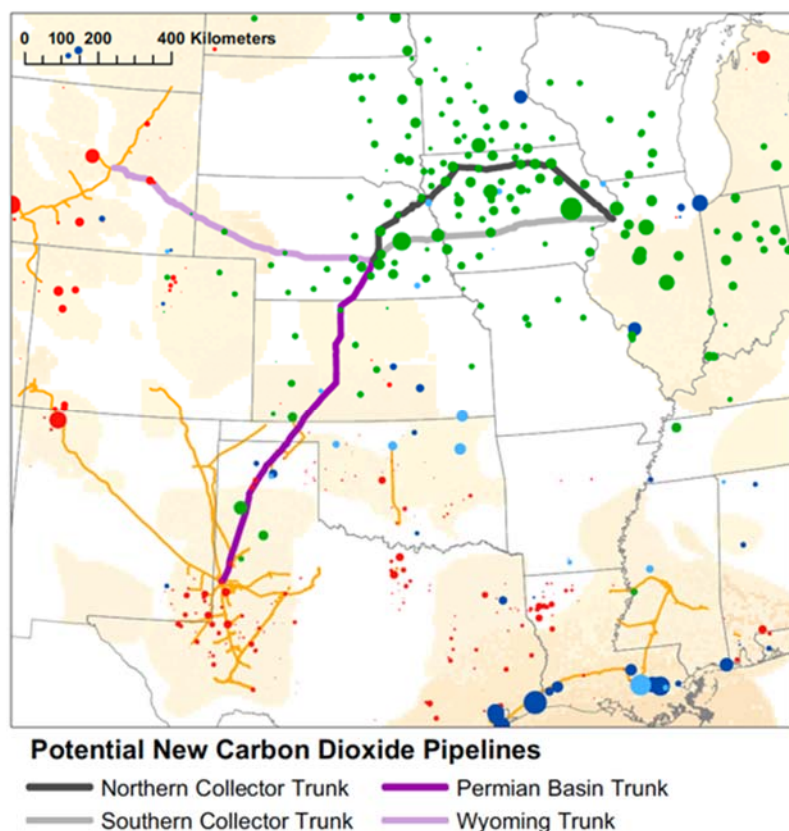 0 100 200 400 Kilometers
Potential New Carbon Dioxide Pipelines
Northern Collector Trunk Permian Basin Trunk
Southern Collector Trunk Wyoming Trunk